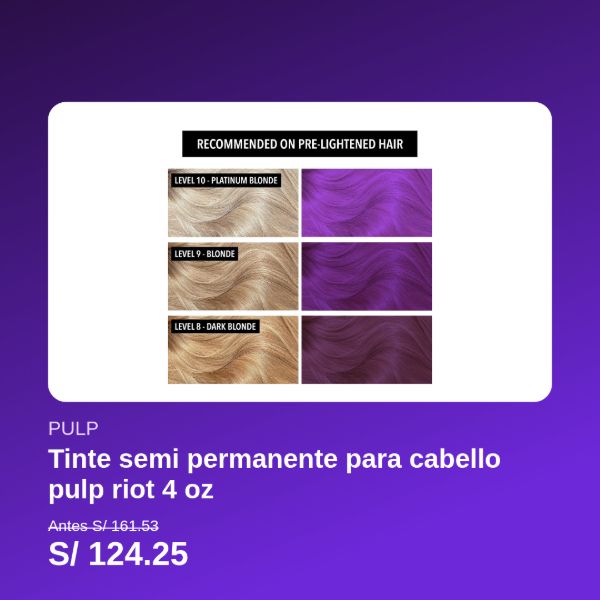 RECOMMENDED ON PRE-LIGHTENED HAIR
LEVEL 10 - PLATINUM BLONDE
LEVEL 9 - BLONDE
LEVEL 8 - DARK BLONDE
PULP
Tinte semi permanente para cabello
pulp riot 4 oz
Antes S/ 161.53
S/ 124.25